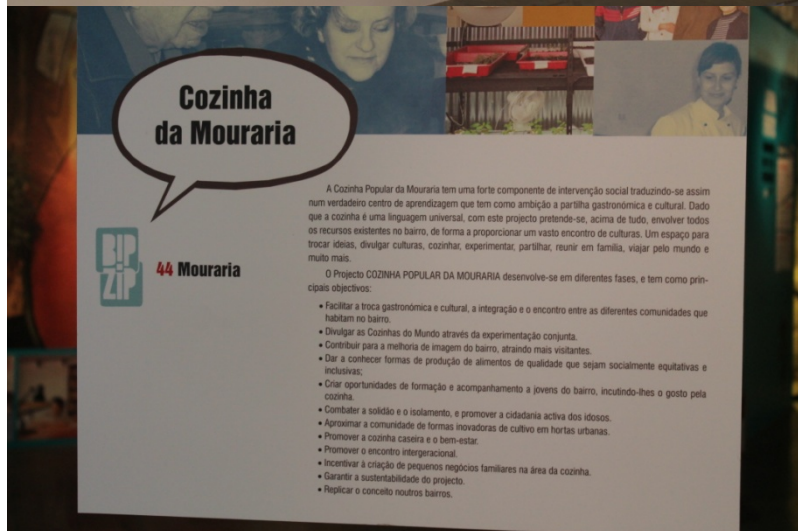 Cozinha
da Mouraria
BIP
ZIP
44 Mouraria
A Cozinha Popular da Mouraria tem uma forte componente de intervenção social traduzindo-se assim
num verdadeiro centro de aprendizagem que tem como ambição a partilha gastronómica e cultural. Dado
que a cozinha é uma linguagem universal, com este projecto pretende-se, acima de tudo, envolver todos
os recursos existentes no bairro, de forma a proporcionar um vasto encontro de culturas. Um espaço para
trocar ideias, divulgar culturas, cozinhar, experimentar, partilhar, reunir em família, viajar pelo mundo e
muito mais.
O Projecto COZINHA POPULAR DA MOURARIA desenvolve-se em diferentes fases, e tem como prin-
cipais objectivos:
• Facilitar a troca gastronómica e cultural, a integração e o encontro entre as diferentes comunidades que
habitam no bairro.
• Divulgar as Cozinhas do Mundo através da experimentação conjunta.
• Contribuir para a melhoria de imagem do bairro, atraindo mais visitantes.
• Dar a conhecer formas de produção de alimentos de qualidade que sejam socialmente equitativas e
inclusivas;
• Criar oportunidades de formação e acompanhamento a jovens do bairro, incutindo-lhes o gosto pela
cozinha.
• Combater a solidão e o isolamento, e promover a cidadania activa dos idosos.
• Aproximar a comunidade de formas inovadoras de cultivo em hortas urbanas.
• Promover a cozinha caseira e o bem-estar.
• Promover o encontro intergeracional.
• Incentivar à criação de pequenos negócios familiares na área da cozinha.
• Garantir a sustentabilidade do projecto.
• Replicar o conceito noutros bairros.